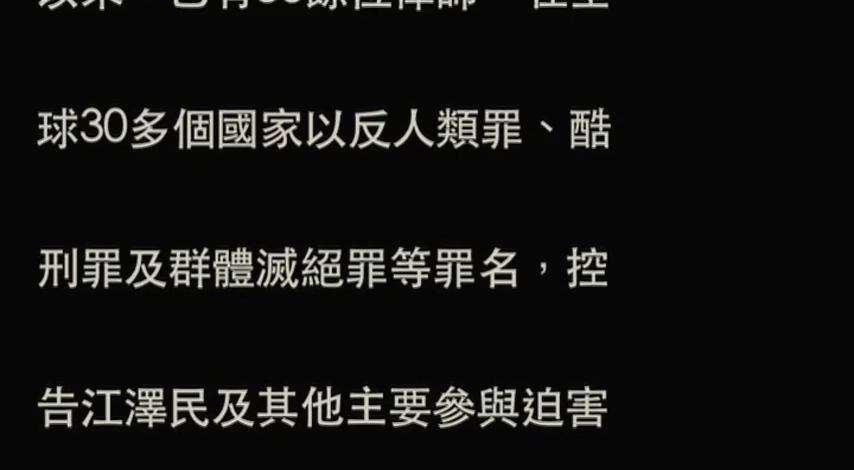 球30多個國家以反人類罪、酷
刑罪及群體滅絕罪等罪名，控
告江澤民及其他主要參與迫害